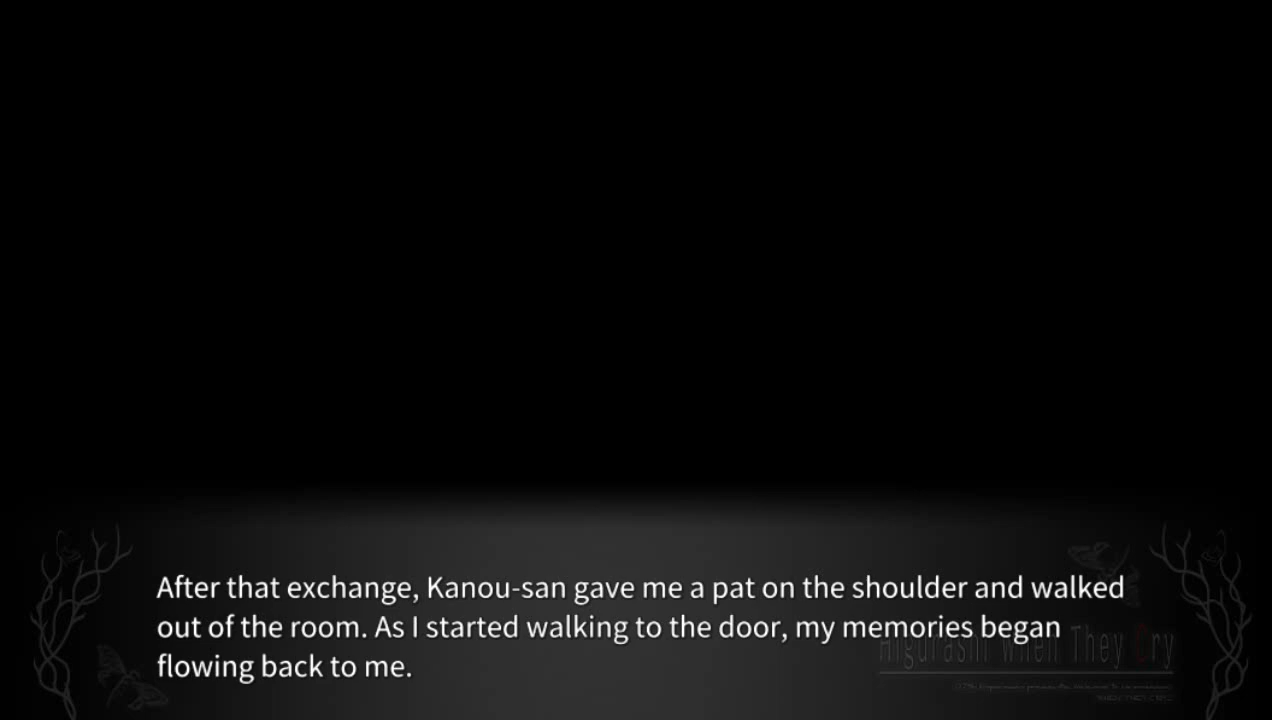 After that exchange, Kanou-san gave me a pat on the shoulder and walked
out of the room. As I started walking to the door, my memories began
flowing back to me.
Higurashi When They Cry